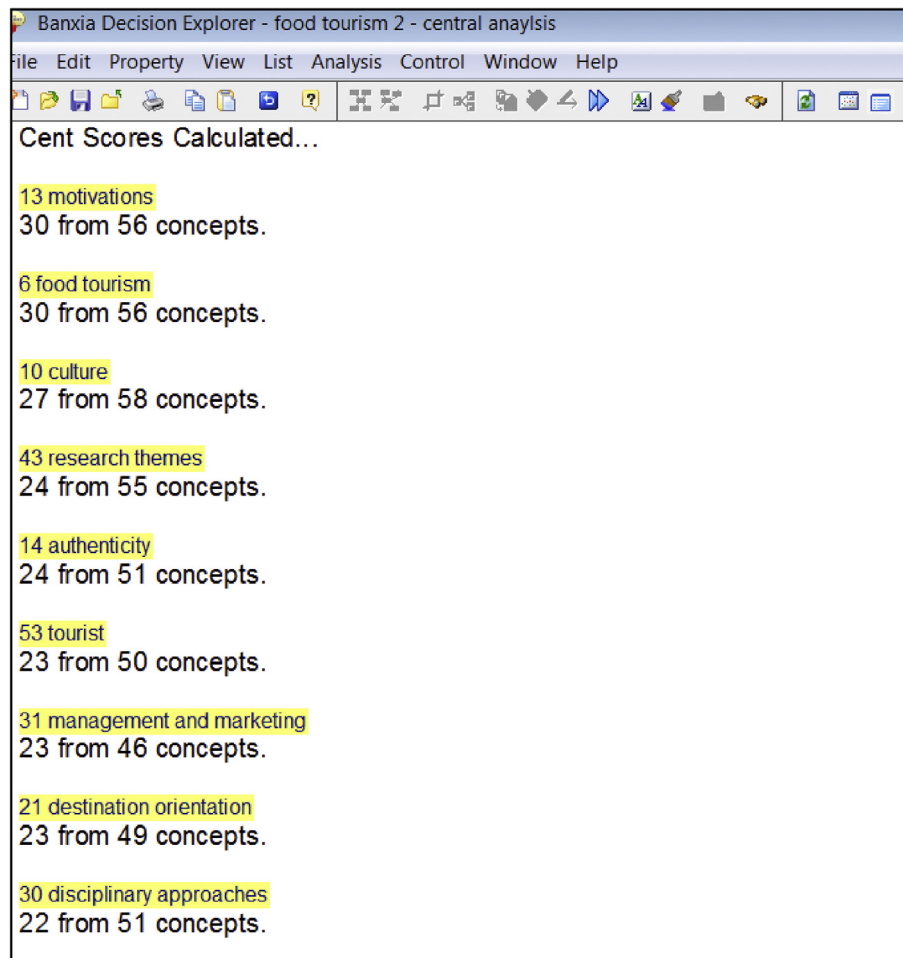 Banxia Decision Explorer - food tourism 2 - central anaylsis
File Edit Property View List Analysis Control Window Help
Cent Scores Calculated...
13 motivations
30 from 56 concepts.
6 food tourism
30 from 56 concepts.
10 culture
27 from 58 concepts.
43 research themes
24 from 55 concepts.
14 authenticity
24 from 51 concepts.
53 tourist
23 from 50 concepts.
31 management and marketing
23 from 46 concepts.
21 destination orientation
23 from 49 concepts.
30 disciplinary approaches
22 from 51 concepts.